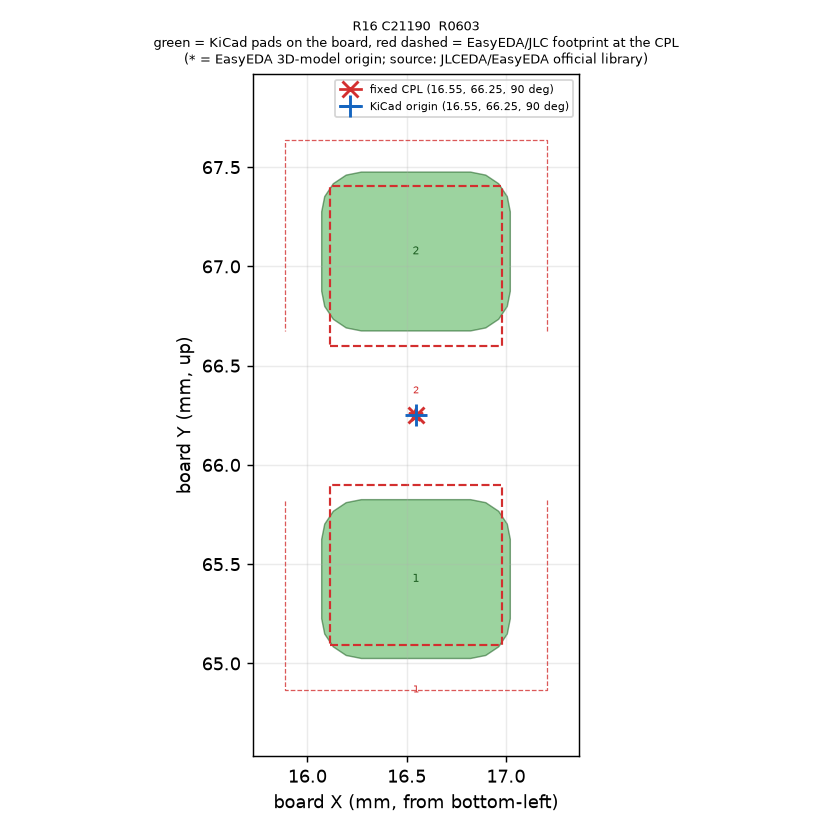 R16 C21190  R0603
green = KiCad pads on the board, red dashed = EasyEDA/JLC footprint at the CPL
(* = EasyEDA 3D-model origin; source: JLCEDA/EasyEDA official library)
fixed CPL (16.55, 66.25, 90 deg)
KiCad origin (16.55, 66.25, 90 deg)
67.5
2
67.0
66.5
2
66.0
65.5
1
65.0
1
board Y (mm, up)
16.0 16.5 17.0
board X (mm, from bottom-left)